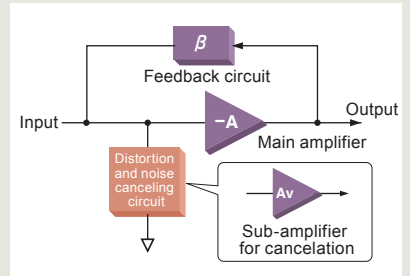 β
Feedback circuit
Input
−A
Output
Main amplifier
Distortion
and noise
canceling
circuit
Av
Sub-amplifier
for cancelation